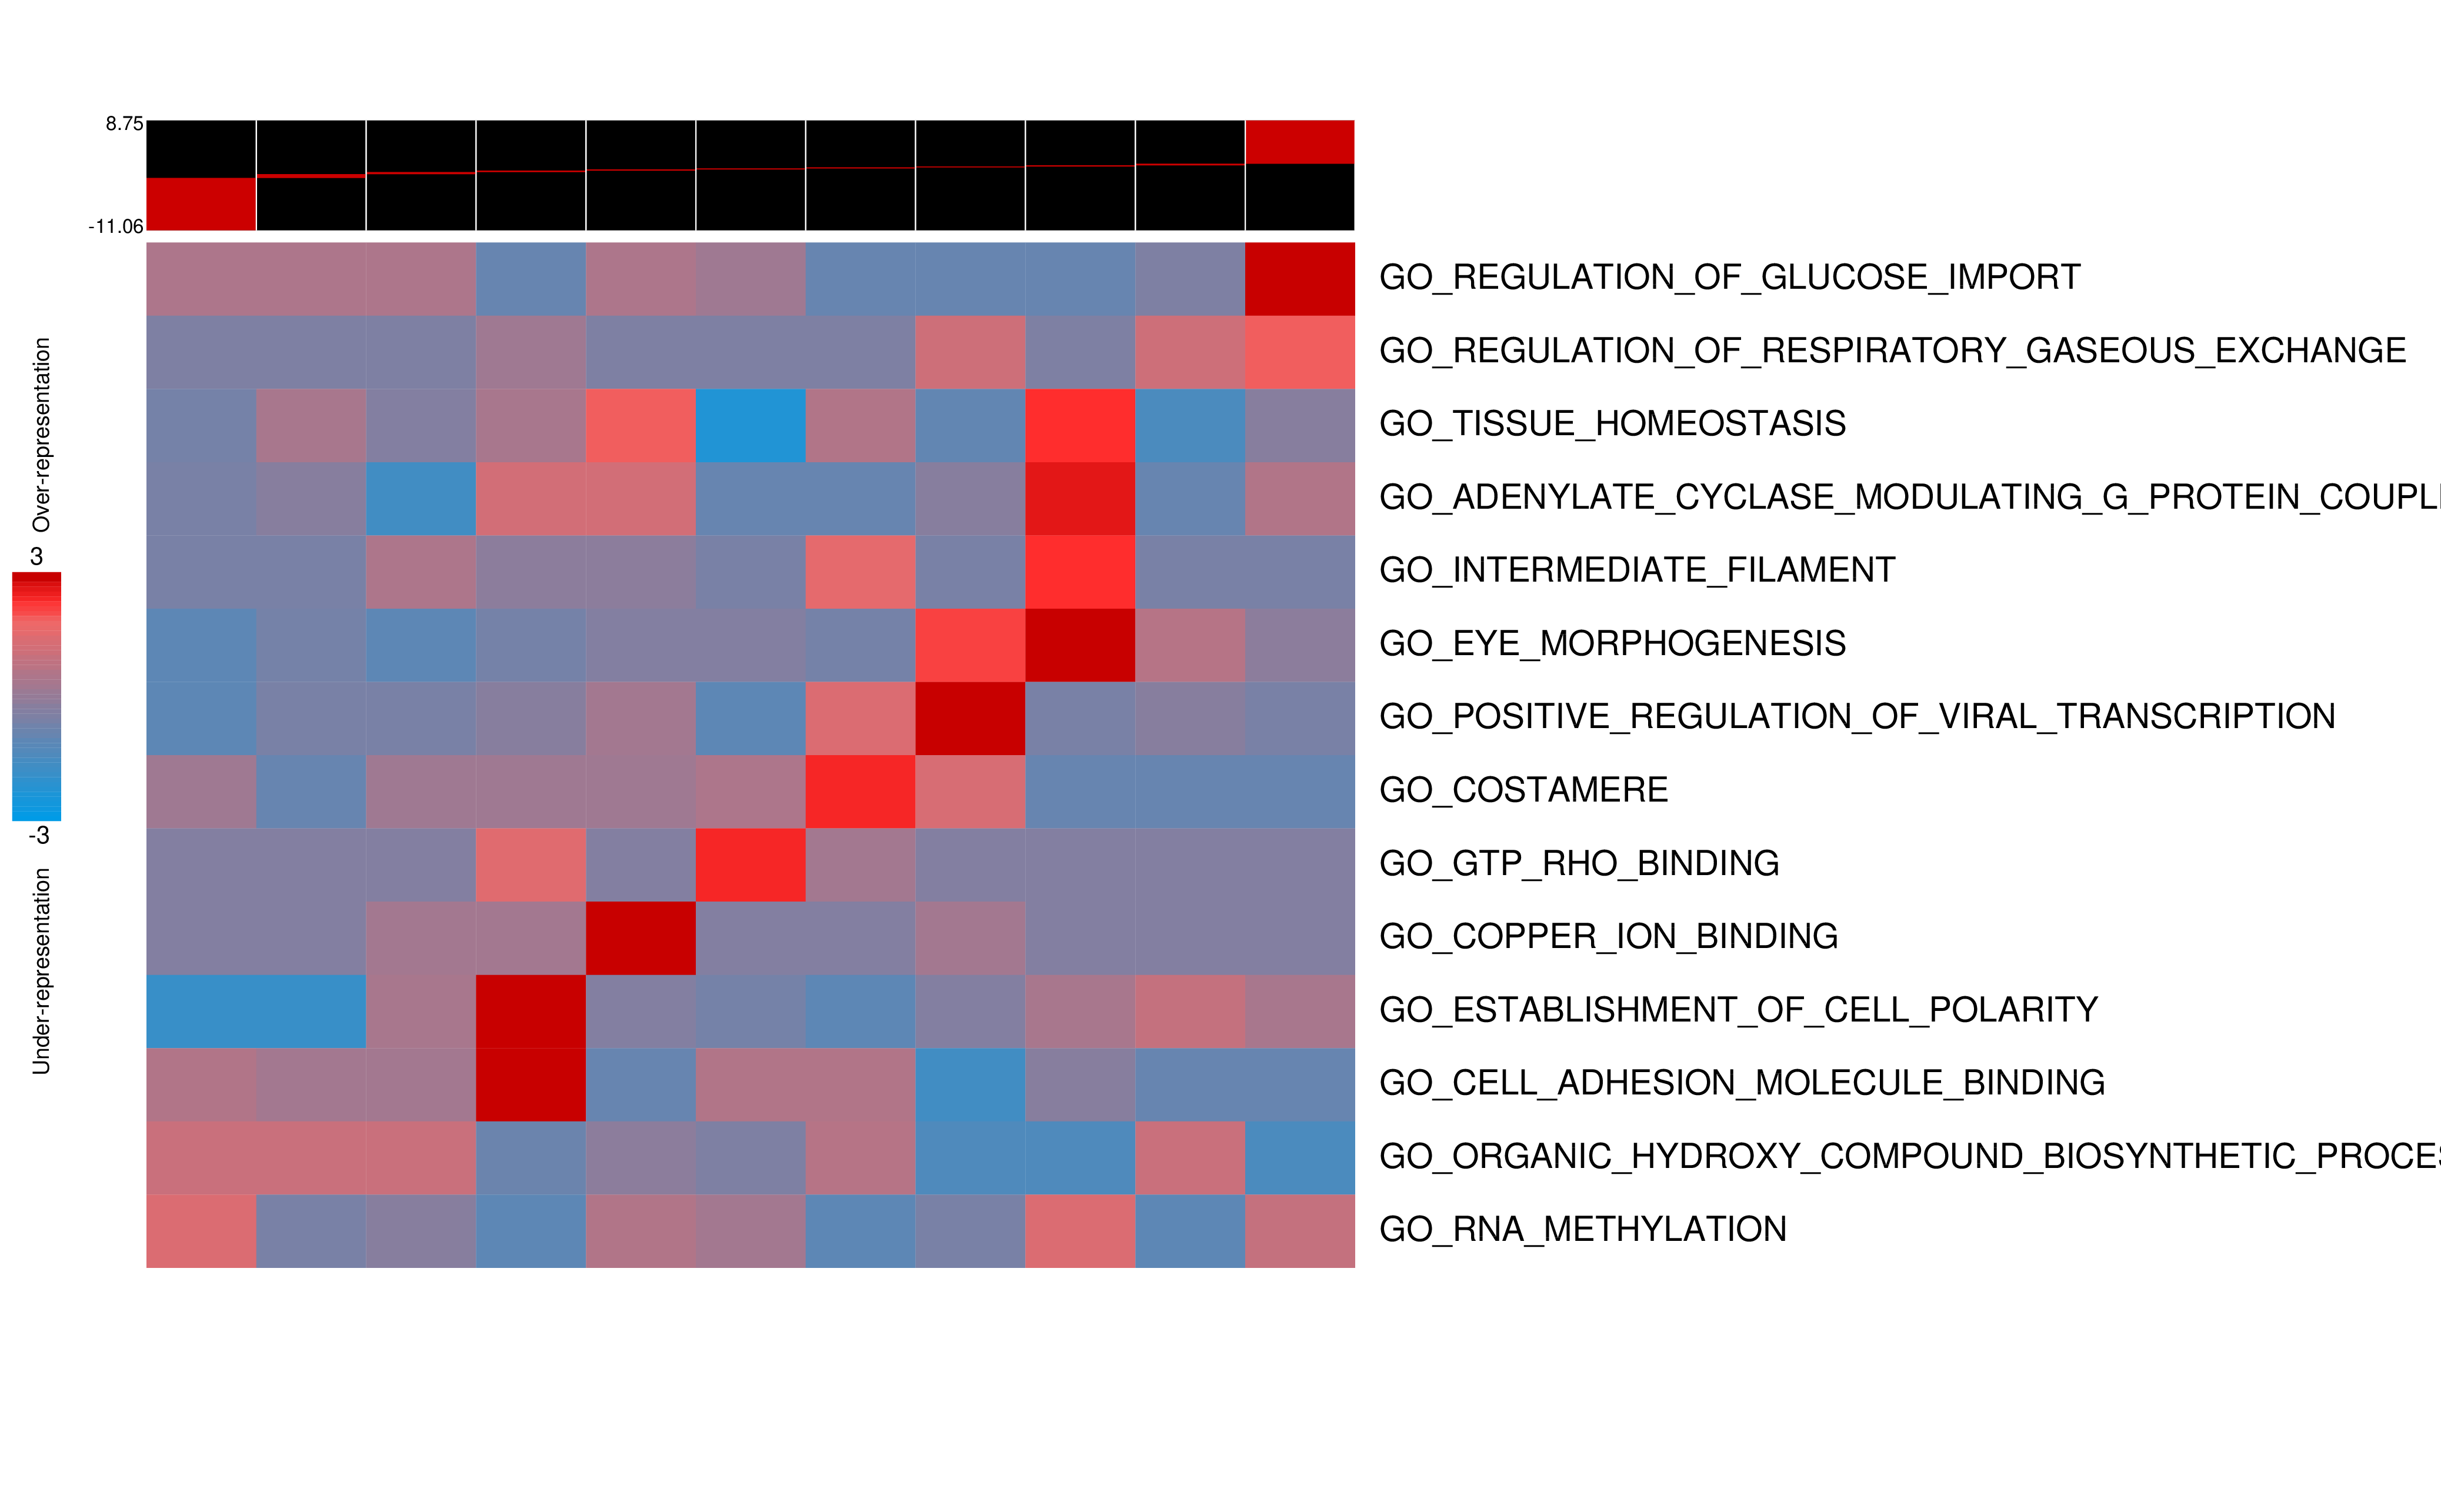 8.75
-11.06
GO_REGULATION_OF_GLUCOSE_IMPORT
GO_REGULATION_OF_RESPIRATORY_GASEOUS_EXCHANGE
GO_TISSUE_HOMEOSTASIS
GO_ADENYLATE_CYCLASE_MODULATING_G_PROTEIN_COUPL
GO_INTERMEDIATE_FILAMENT
GO_EYE_MORPHOGENESIS
GO_POSITIVE_REGULATION_OF_VIRAL_TRANSCRIPTION
GO_COSTAMERE
GO_GTP_RHO_BINDING
GO_COPPER_ION_BINDING
GO_ESTABLISHMENT_OF_CELL_POLARITY
GO_CELL_ADHESION_MOLECULE_BINDING
GO_ORGANIC_HYDROXY_COMPOUND_BIOSYNTHETIC_PROCES
GO_RNA_METHYLATION
Over-representation
3
-3
Under-representation